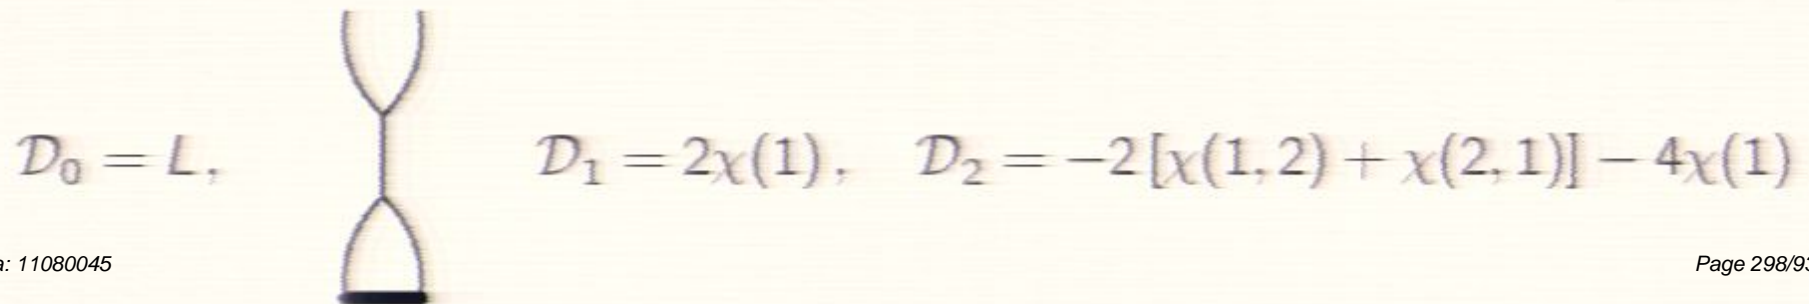 𝒟₀ = L, 𝒟₁ = 2χ(1), 𝒟₂ = −2[χ(1,2) + χ(2,1)] − 4χ(1)
a: 11080045 Page 298/93